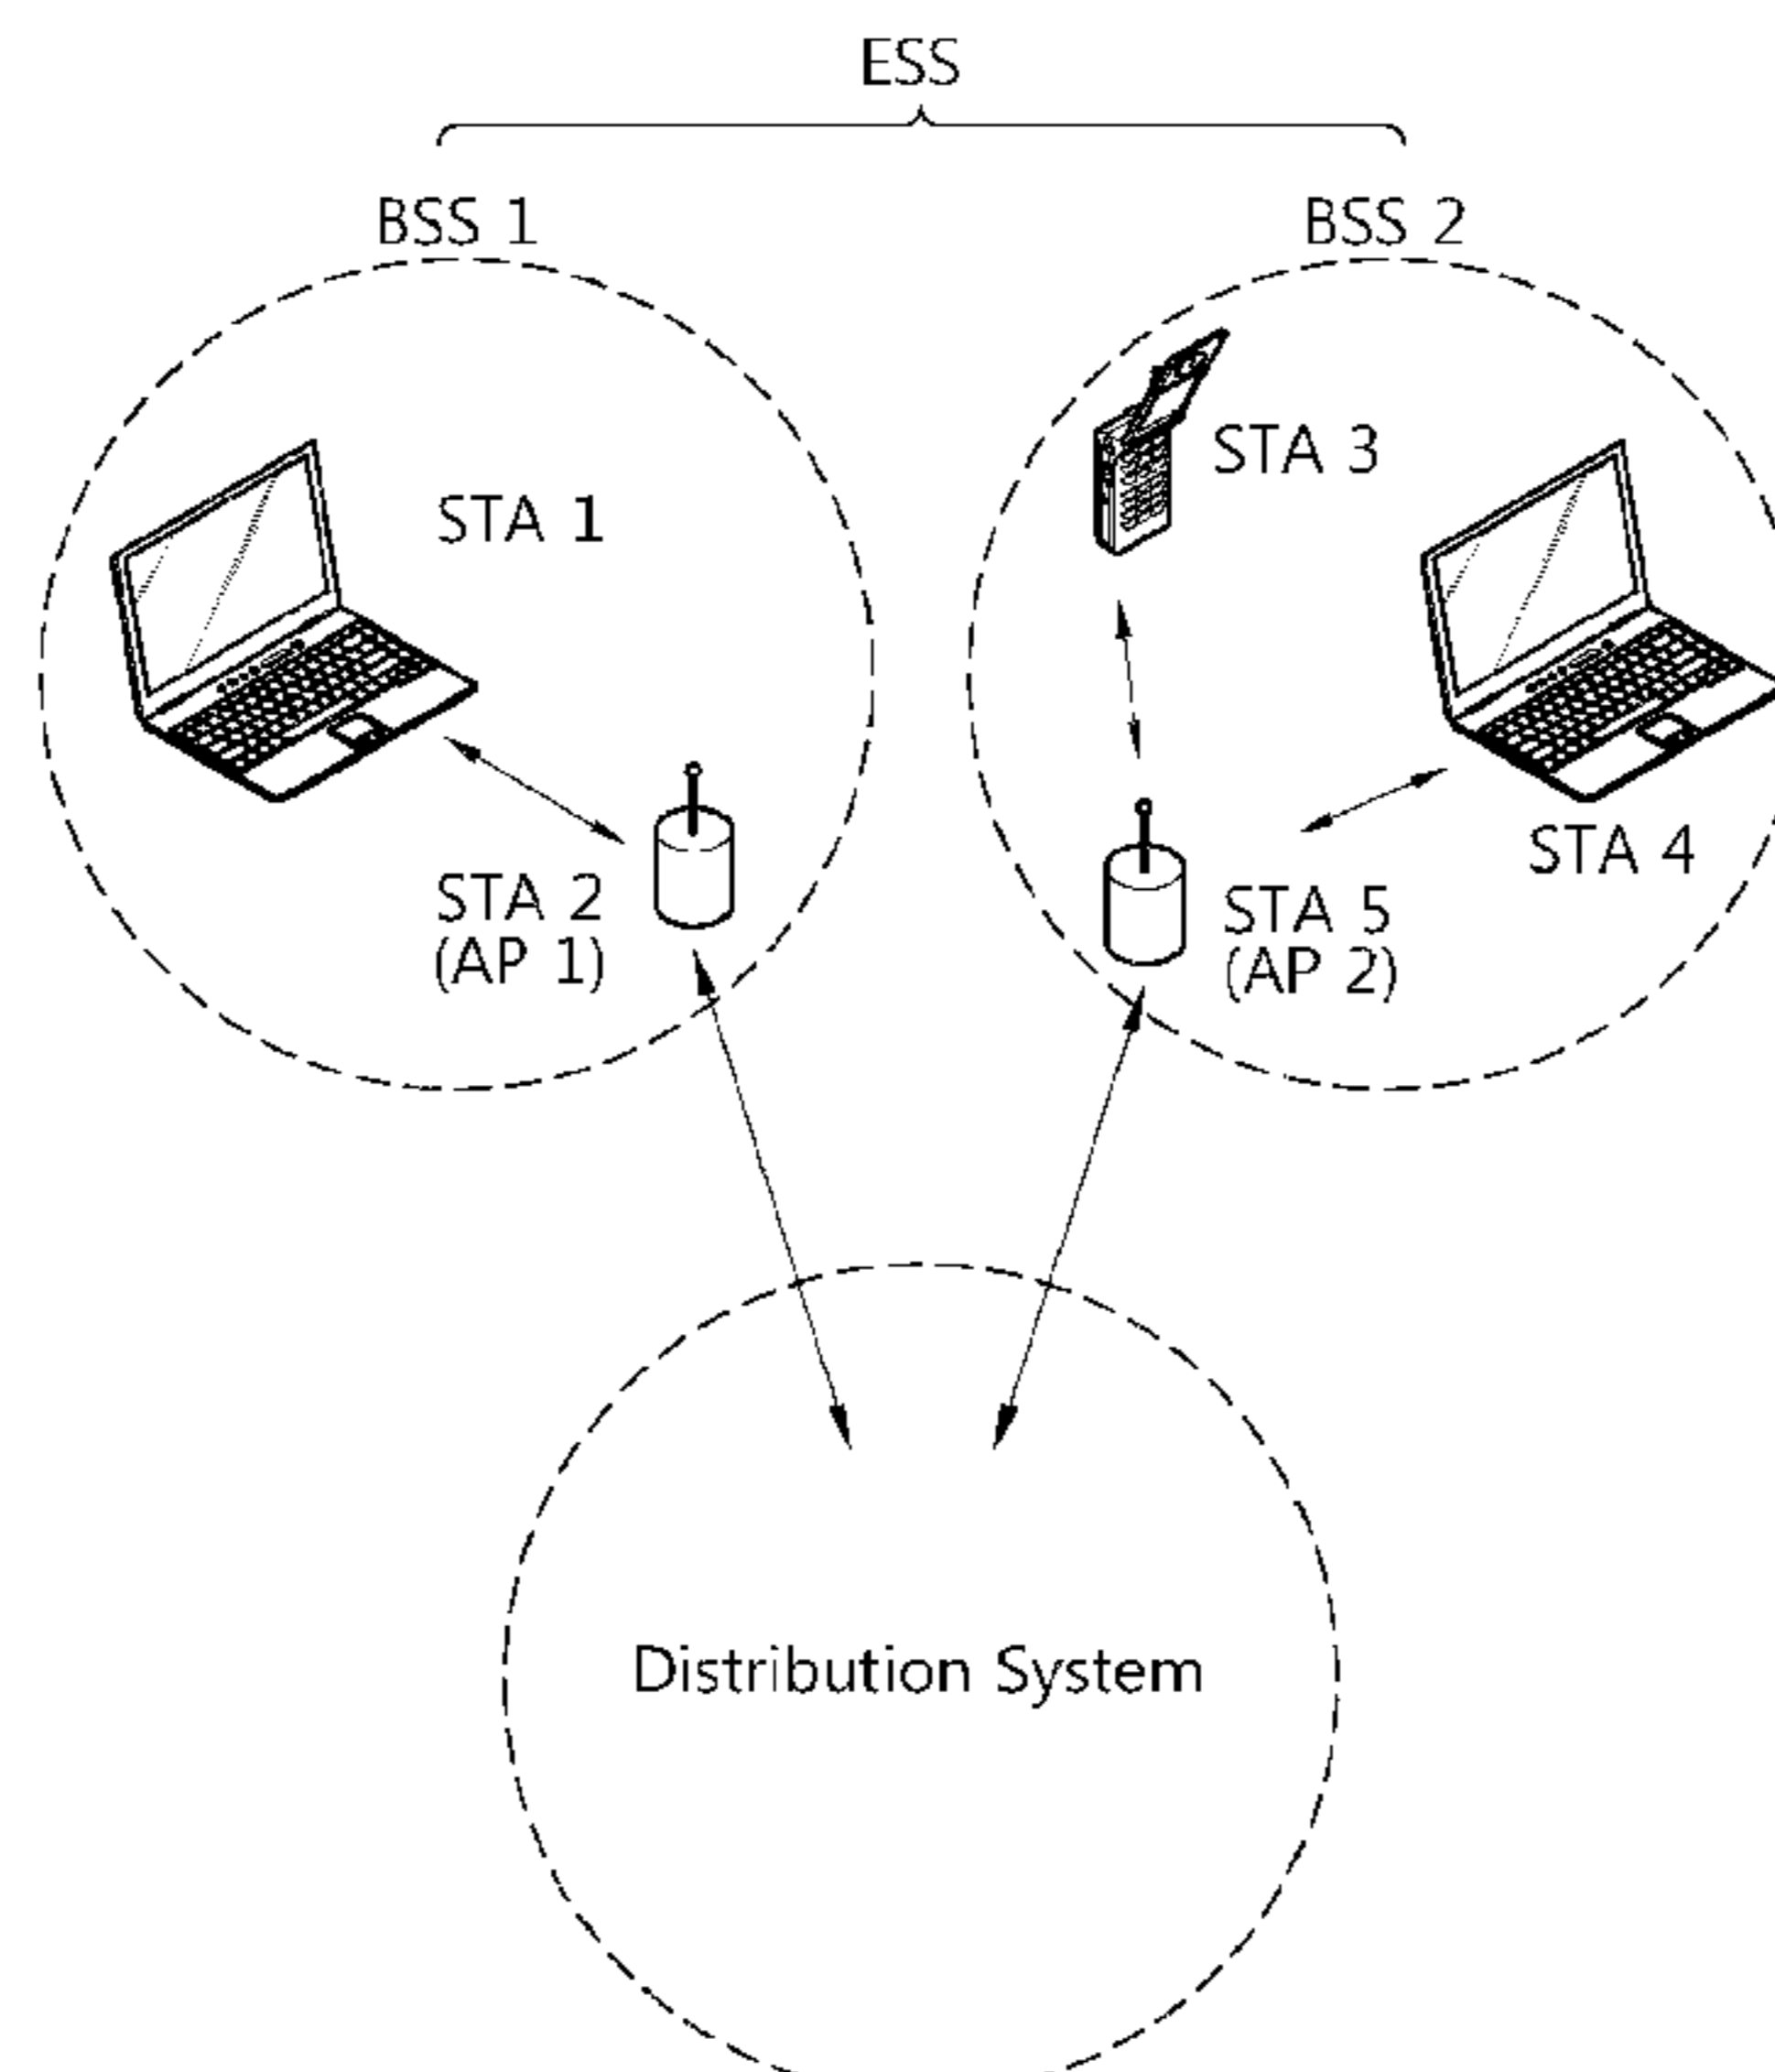 ESS
BSS 1
BSS 2
STA 3
STA 1
STA 4
STA 2
(AP 1)
STA 5
(AP 2)
Distribution System